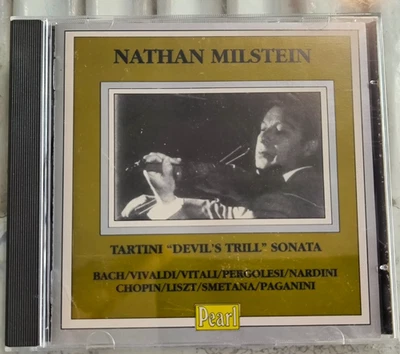 NATHAN MILSTEIN
TARTINI "DEVIL'S TRILL" SONATA
BACH/VIVALDI/VITALI/PERGOLESI/NARDINI
CHOPIN/LISZT/SMETANA/PAGANINI
Pearl